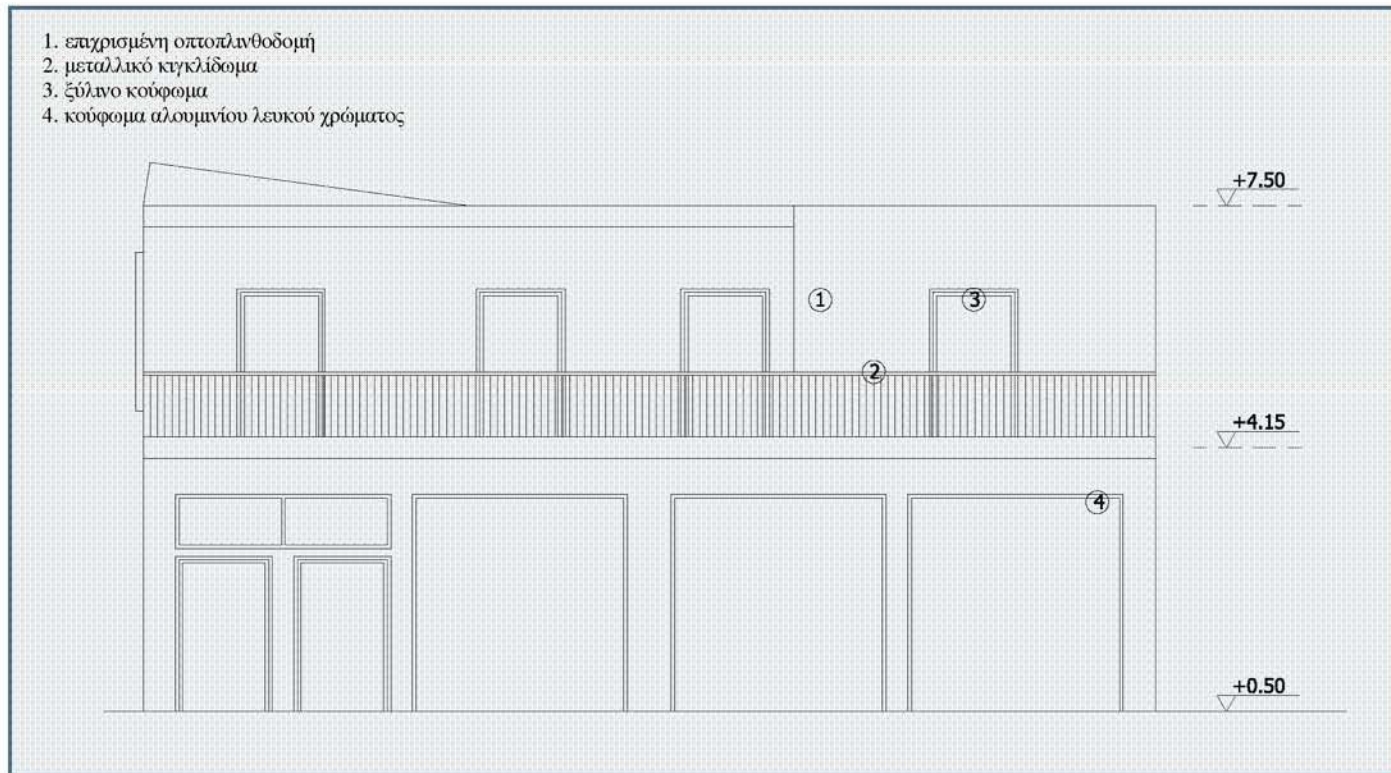 1. επιχρισμένη οπτοπλινθοδομή
2. μεταλλικό κιγκλίδωμα
3. ξύλινο κούφωμα
4. κούφωμα αλουμινίου λευκού χρώματος
+7.50
1
3
2
+4.15
4
+0.50